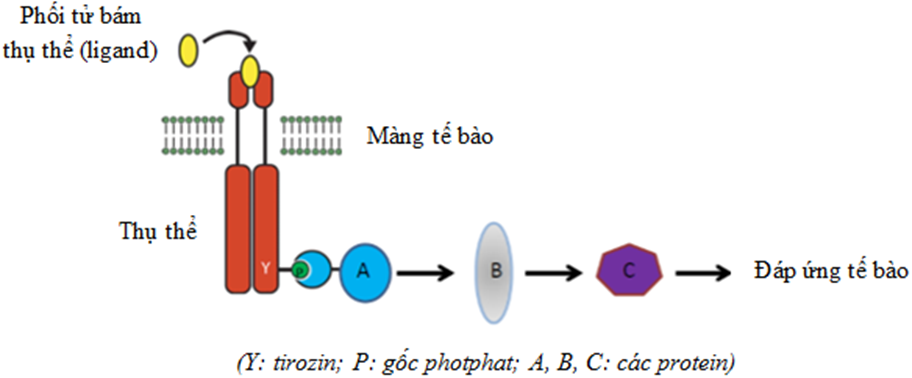 Phối tử bám
thụ thể (ligand)
Màng tế bào
Thụ thể
Y
P
A
B
C
Đáp ứng tế bào
(Y: tirozin; P: gốc photphat; A, B, C: các protein)